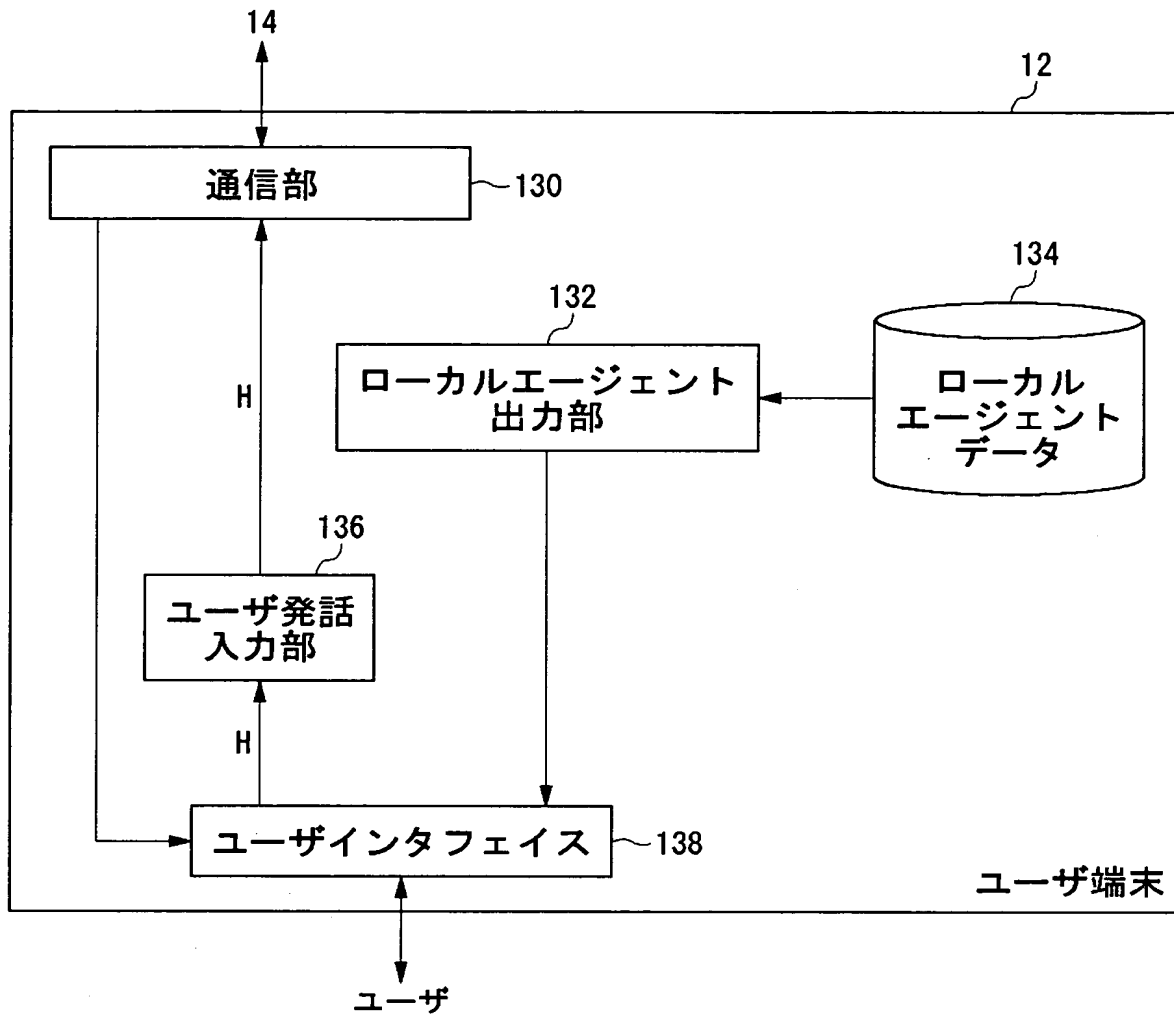 14
12
通信部
130
134
132
ローカルエージェント
出力部
ローカル
エージェント
データ
H
136
ユーザ発話
入力部
H
ユーザインタフェイス
138
ユーザ端末
ユーザ